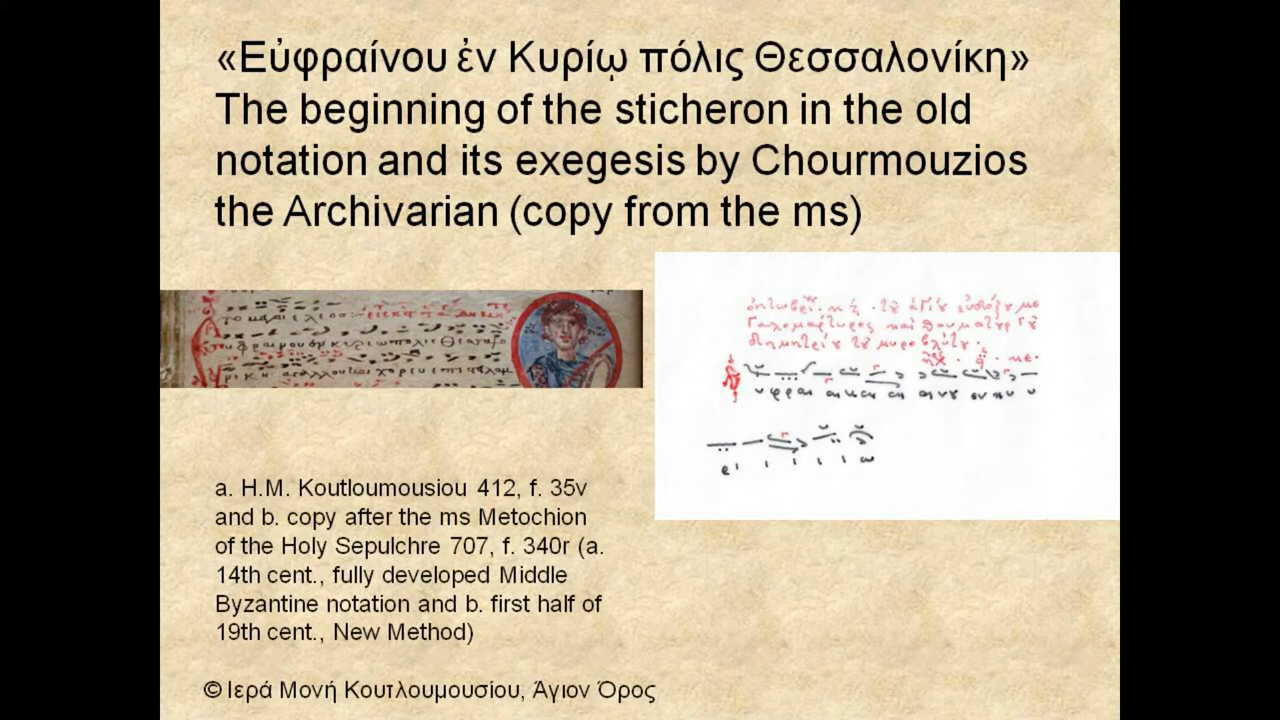 «Εὐφραίνου ἐν Κυρίῳ πόλις Θεσσαλονίκη»
The beginning of the sticheron in the old
notation and its exegesis by Chourmouzios
the Archivarian (copy from the ms)
a. H.M. Koutloumousiou 412, f. 35v
and b. copy after the ms Metochion
of the Holy Sepulchre 707, f. 340r (a.
14th cent., fully developed Middle
Byzantine notation and b. first half of
19th cent., New Method)
© Ιερά Μονή Κουτλουμουσίου, Άγιον Όρος